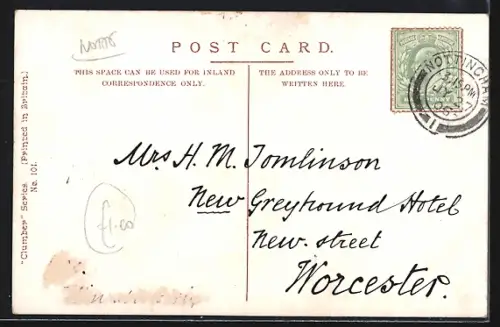 NOTTS
POST CARD.
THIS SPACE CAN BE USED FOR INLAND
CORRESPONDENCE ONLY.
THE ADDRESS ONLY TO BE
WRITTEN HERE.
NOTTINGHAM
1
Mrs H. M. Tomlinson
New Greyhound Hotel
New-street
Worcester.
£1.00
"Clumber" Series. (Printed in Britain)
No. 101.